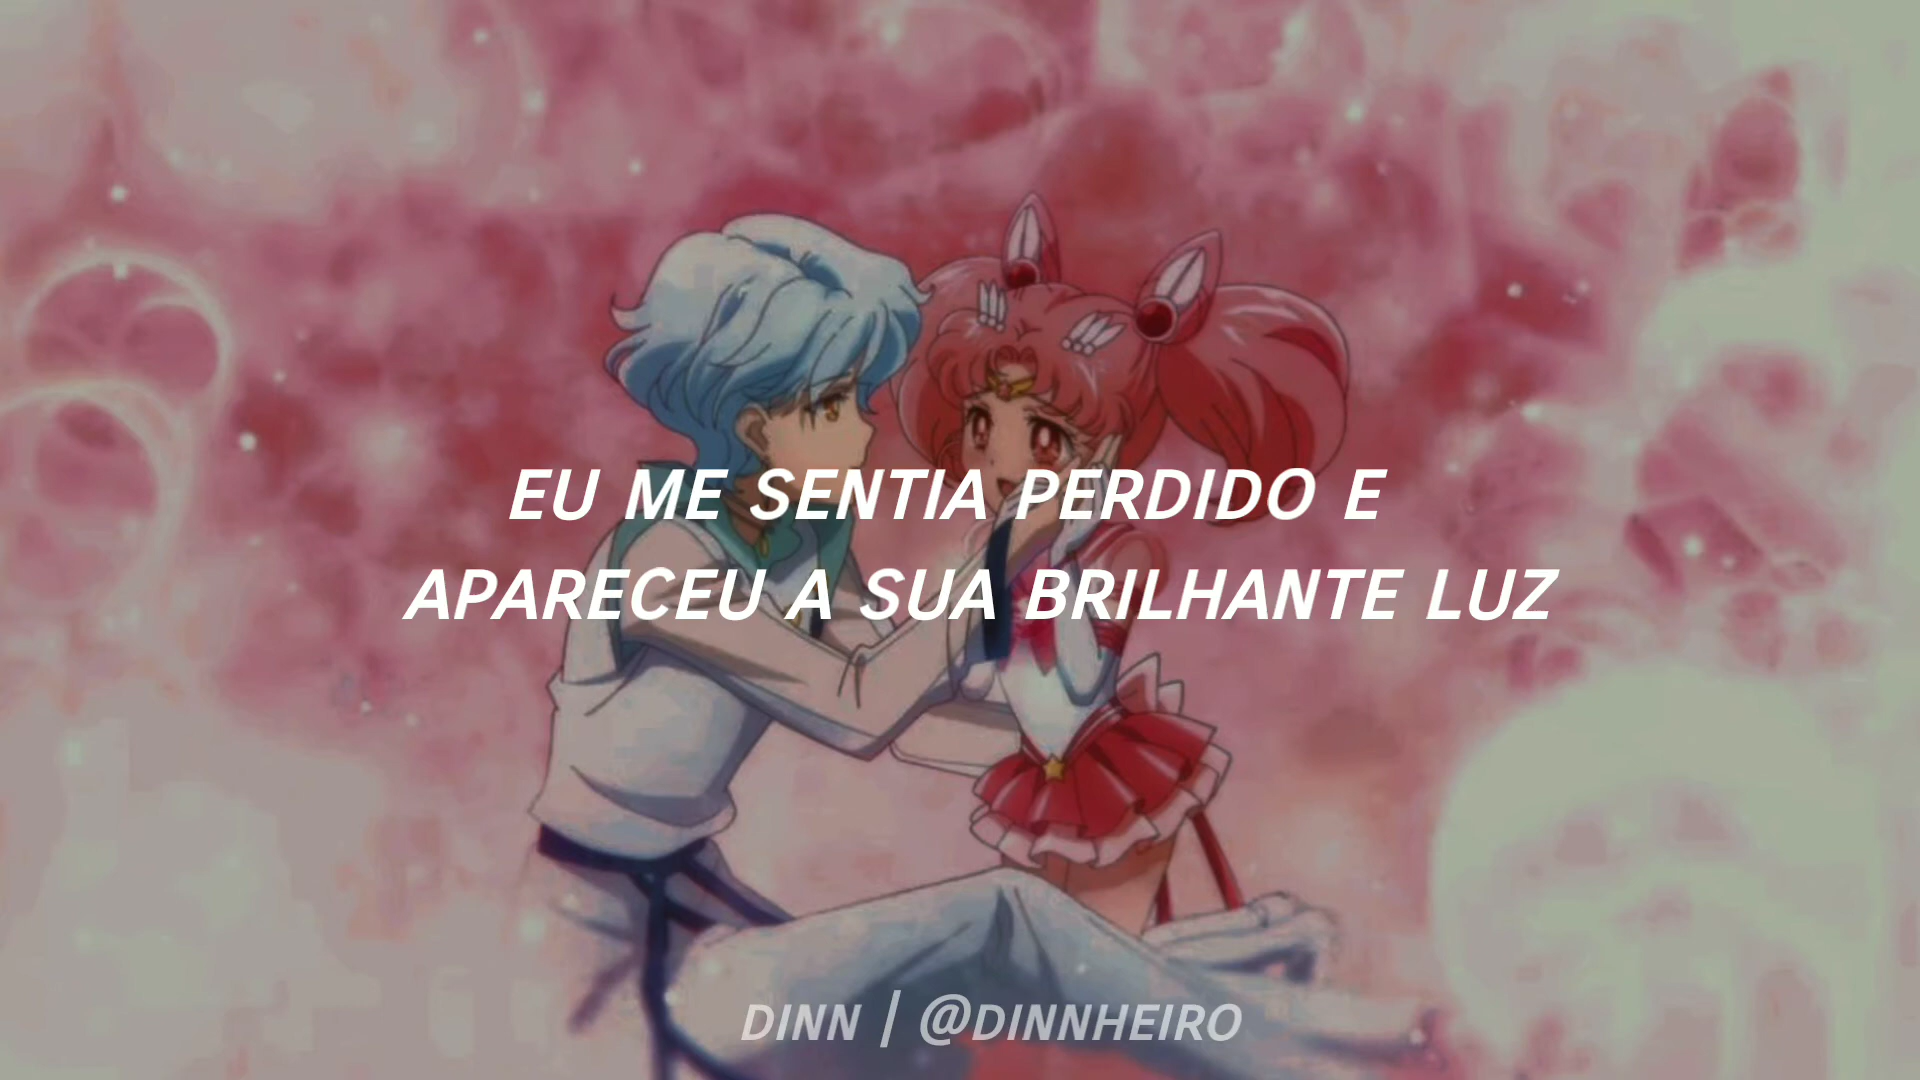 EU ME SENTIA PERDIDO E
APARECEU A SUA BRILHANTE LUZ
DINN | @DINNHEIRO